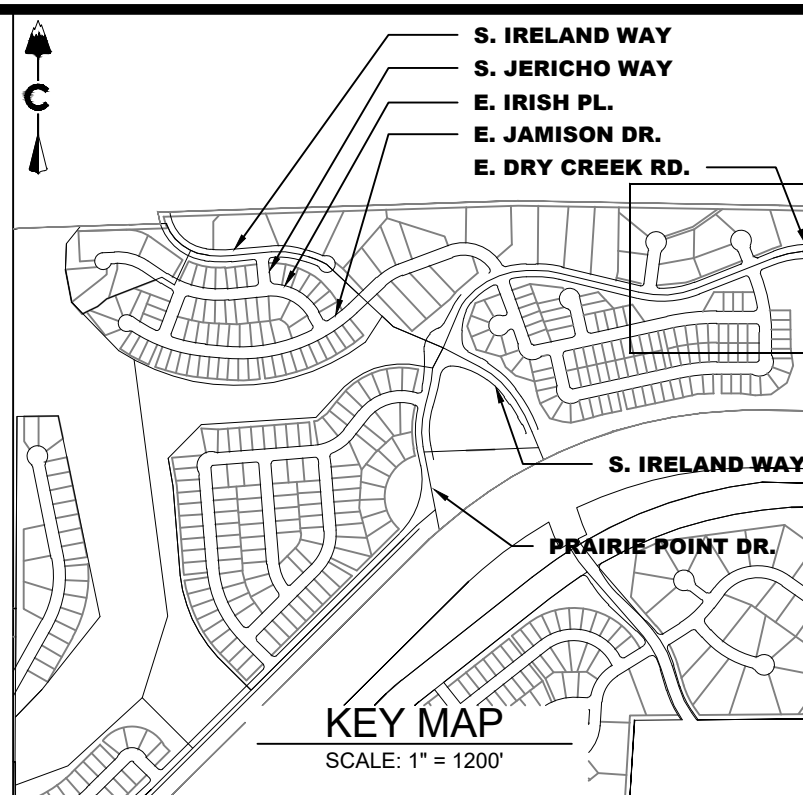 S. IRELAND WAY
S. JERICHO WAY
C
E. IRISH PL.
E. JAMISON DR.
E. DRY CREEK RD.
S. IRELAND WAY
PRAIRIE POINT DR.
KEY MAP
SCALE: 1" = 1200'